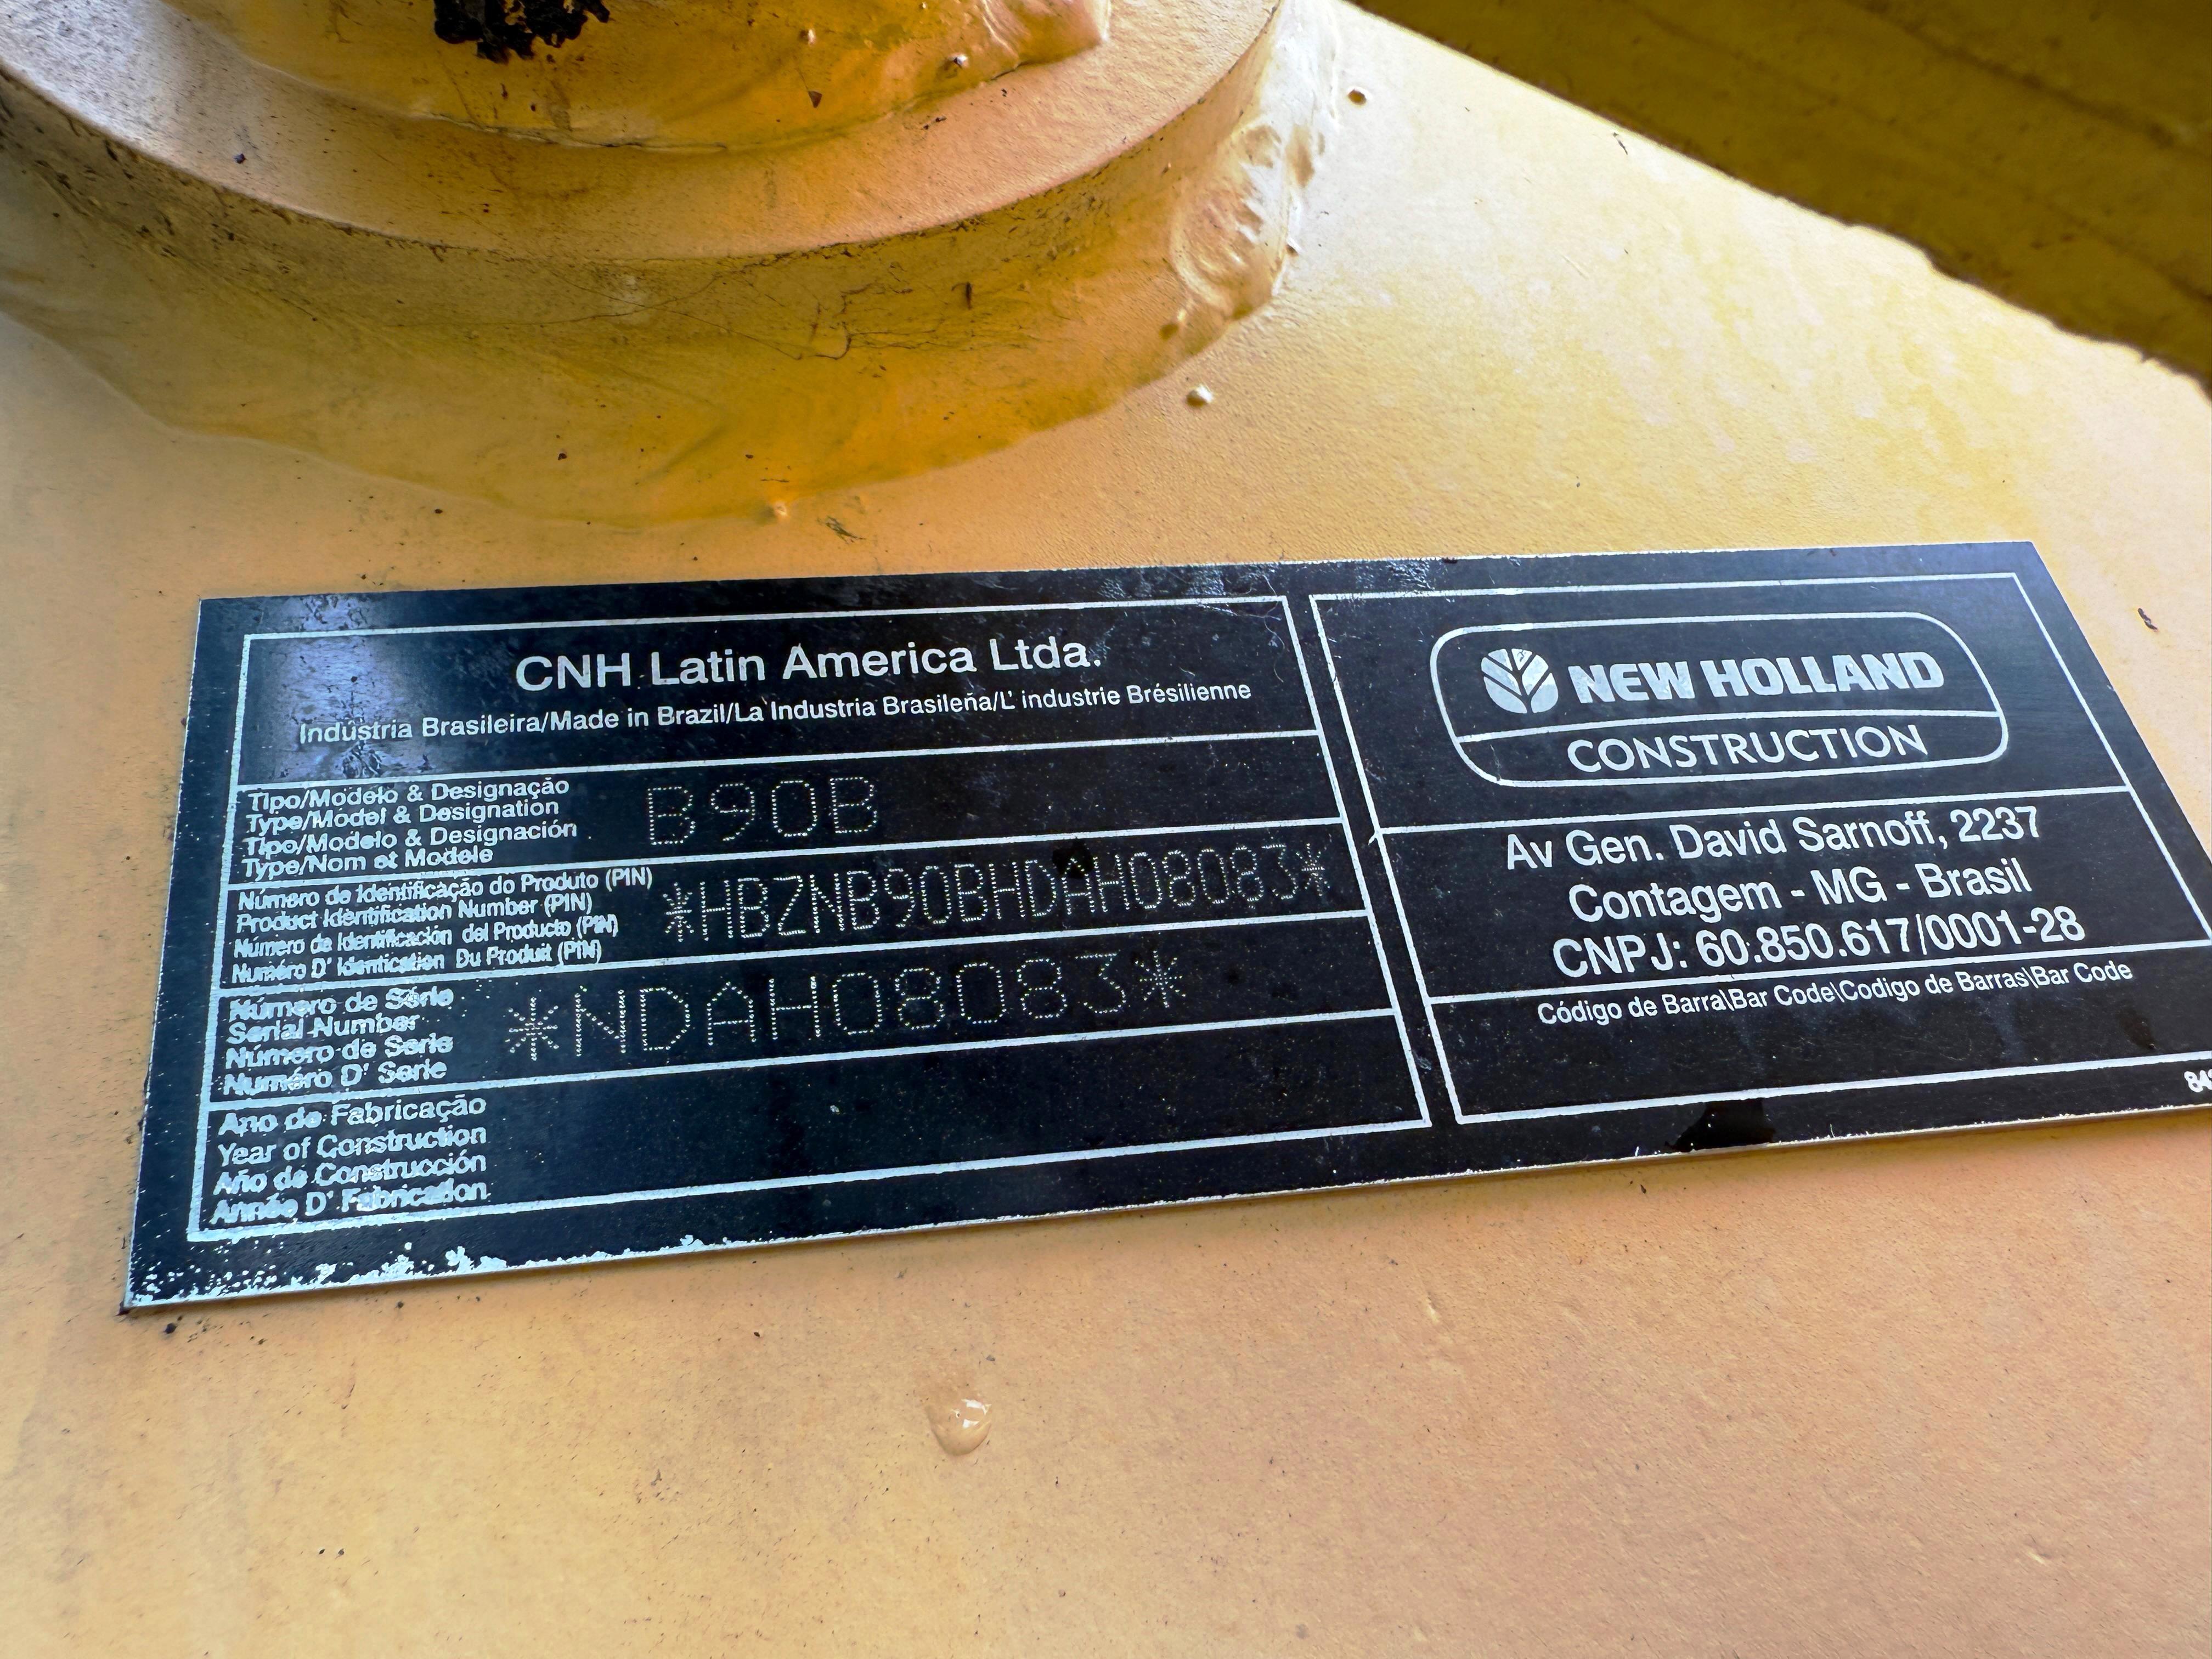 CNH Latin America Ltda.
Indústria Brasileira/Made in Brazil/La Industria Brasileña/L' industrie Brésilienne
Tipo/Modelo & Designação
Type/Model & Designation
Tipo/Modelo & Designación
Type/Nom et Modele
B90B
Número de Identificação do Produto (PIN)
Product Identification Number (PIN)
Número de Identificación del Producto (PIN)
Numéro D' Identication Du Produit (PIN)
*HBZNB90BHDAH08083*
Número de Série
Serial Number
Número de Serie
Numéro D' Serie
*NDAH08083*
Ano de Fabricação
Year of Construction
Año de Construcción
Année D' Fabrication
NEW HOLLAND
CONSTRUCTION
Av Gen. David Sarnoff, 2237
Contagem - MG - Brasil
CNPJ: 60.850.617/0001-28
Código de Barra\Bar Code\Codigo de Barras\Bar Code